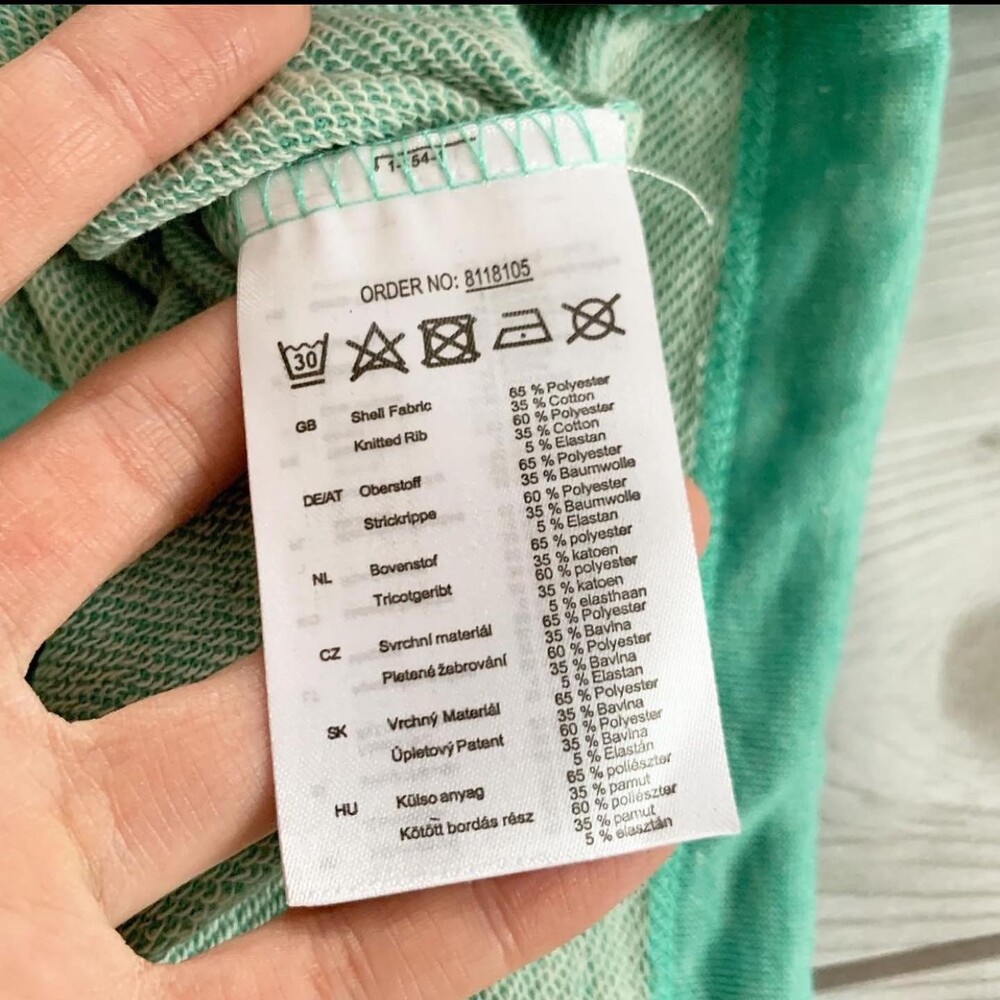 1- 54-
ORDER NO: 8118105
30
GB Shell Fabric 65 % Polyester
35 % Cotton
Knitted Rib 60 % Polyester
35 % Cotton
5 % Elastan
DE/AT Oberstoff 65 % Polyester
35 % Baumwolle
Strickrippe 60 % Polyester
35 % Baumwolle
5 % Elastan
NL Bovenstof 65 % polyester
35 % katoen
Tricotgeribt 60 % polyester
35 % katoen
5 % elasthaan
CZ Svrchní materiál 65 % Polyester
35 % Bavlna
Pletené žebrování 60 % Polyester
35 % Bavlna
5 % Elastan
SK Vrchný Materiál 65 % Polyester
35 % Bavlna
Úpletový Patent 60 % Polyester
35 % Bavlna
5 % Elastán
HU Külso anyag 65 % poliészter
35 % pamut
Kötött bordás rész 60 % poliészter
35 % pamut
5 % elasztán